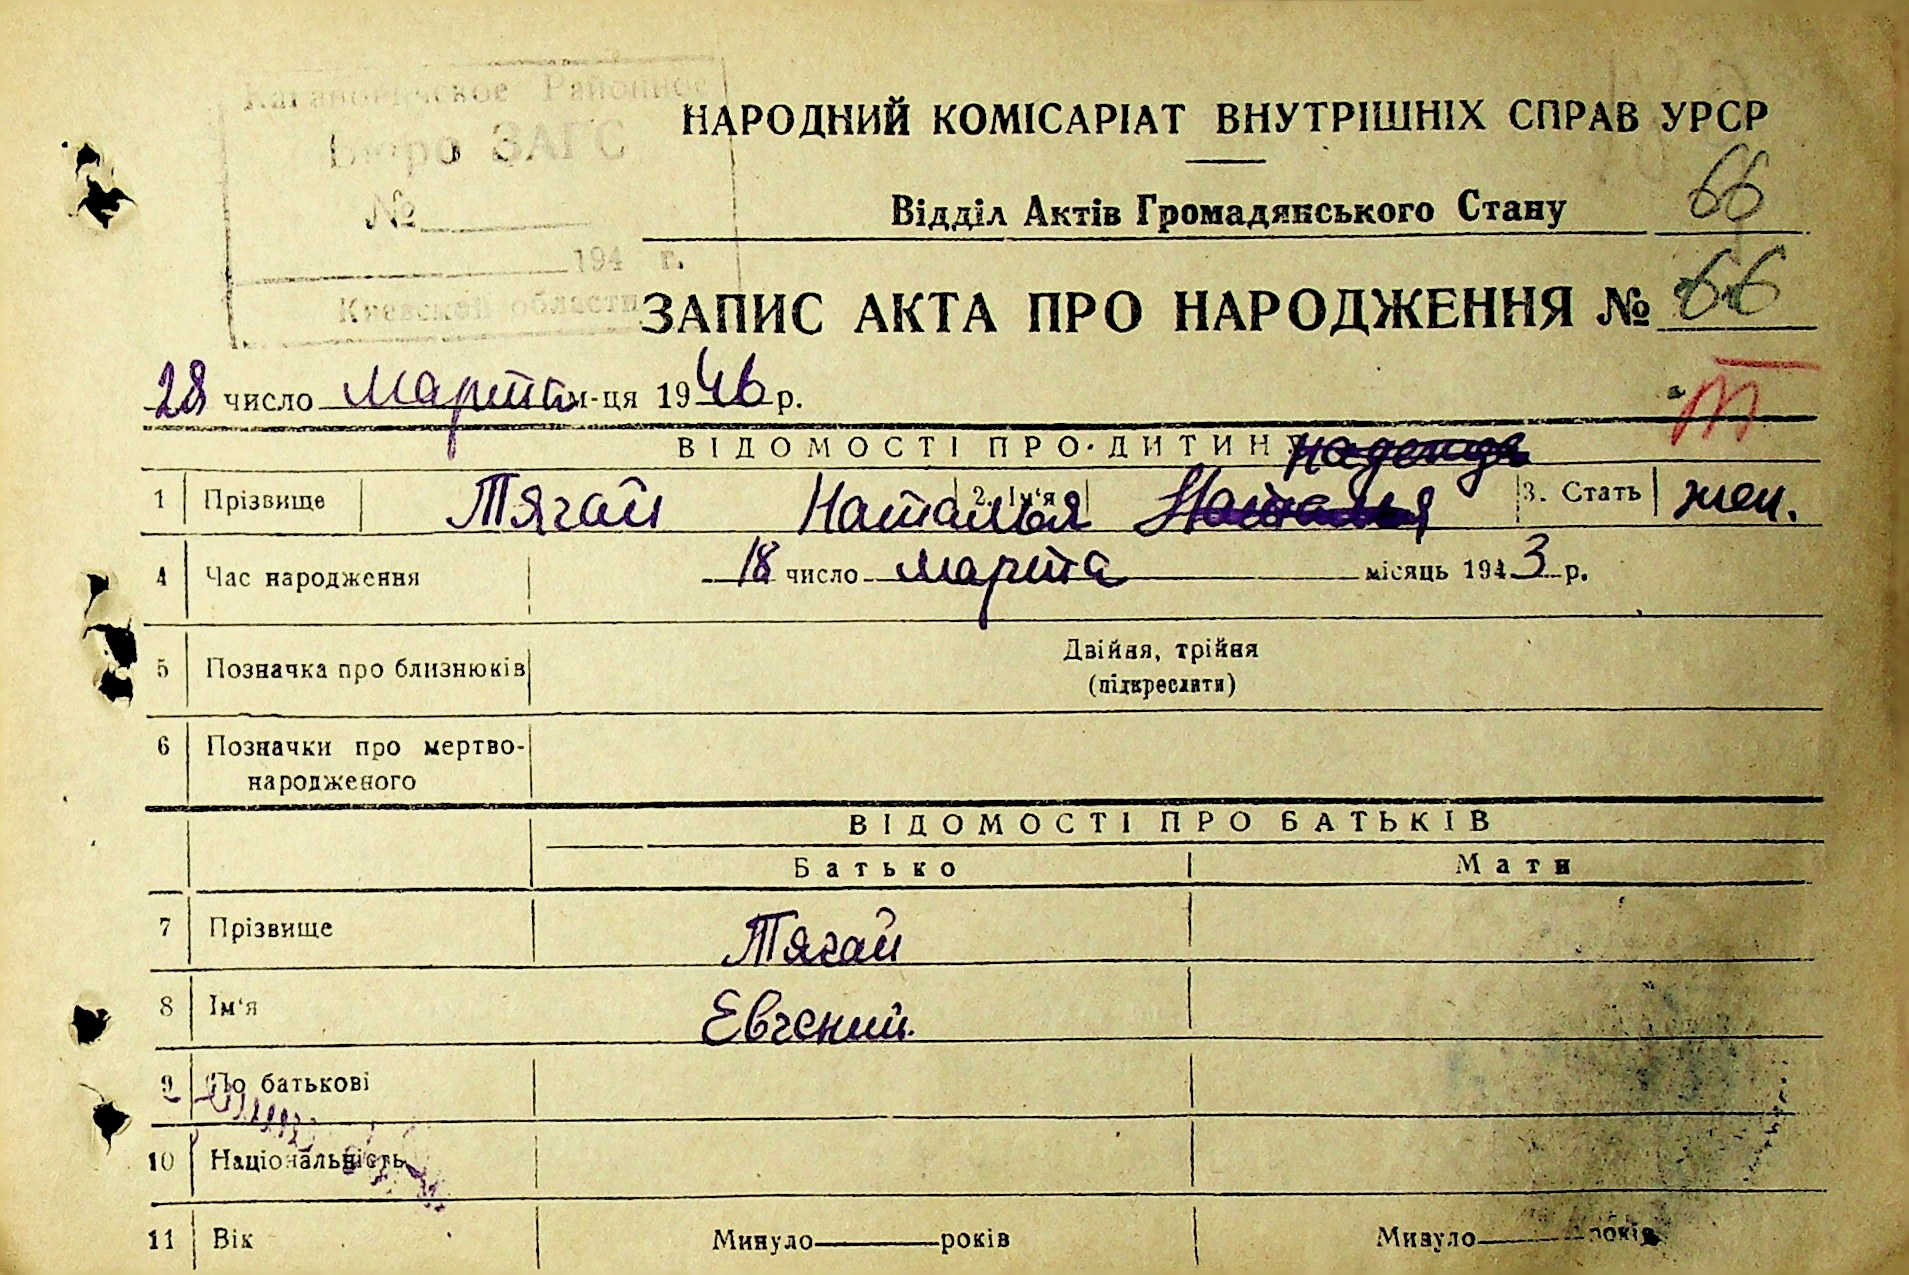 Кагановическое Районное
Бюро ЗАГС
№
194 г.
Киевской области
НАРОДНИЙ КОМІСАРІАТ ВНУТРІШНІХ СПРАВ УРСР
Відділ Актів Громадянського Стану 66
ЗАПИС АКТА ПРО НАРОДЖЕННЯ № 66
28 число марта м-ця 1946 р.
ВІДОМОСТІ ПРО ДИТИНУ Надежда
1 Прізвище Тягай Наталья 2. Ім'я Наталья 3. Стать жен.
4 Час народження 18 число марта місяць 1943 р.
5 Позначка про близнюків Двійня, трійня
(підкреслити)
6 Позначки про мертво-
народженого
ВІДОМОСТІ ПРО БАТЬКІВ
Батько Мати
7 Прізвище Тягай
8 Ім'я Евгений
9 По батькові
10 Національність
11 Вік Минуло років Минуло років